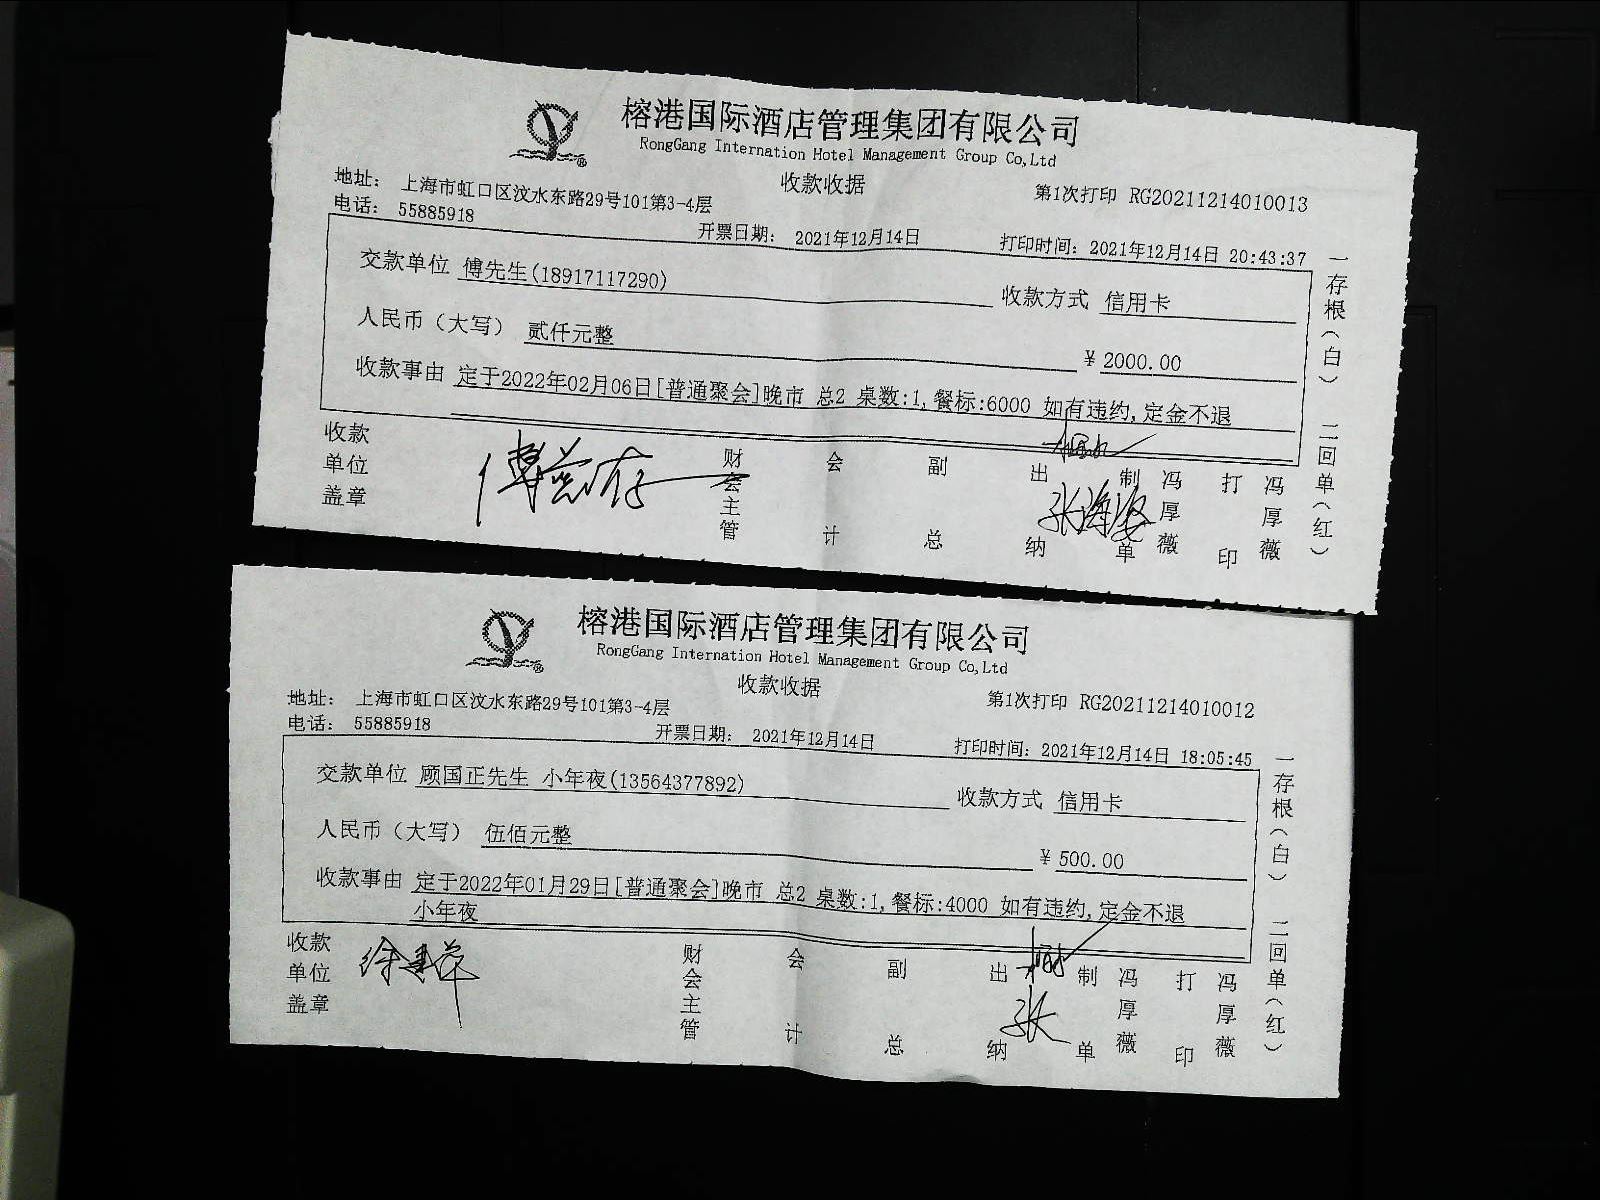 榕港国际酒店管理集团有限公司
RongGang Internation Hotel Management Group Co,Ltd
收款收据
地址： 上海市虹口区汶水东路29号101第3-4层
第1次打印 RG20211214010013
电话： 55885918
开票日期： 2021年12月14日
打印时间：2021年12月14日 20:43:37
交款单位 傅先生(18917117290)
收款方式 信用卡
人民币（大写） 贰仟元整
¥ 2000.00
收款事由 定于2022年02月06日[普通聚会]晚市 总2 桌数:1,餐标:6000 如有违约,定金不退
收款单位盖章
财会主管
会计
副总
出纳
张海
制单
冯厚薇
打印
冯厚薇
一存根（白） 二回单（红）
榕港国际酒店管理集团有限公司
RongGang Internation Hotel Management Group Co,Ltd
收款收据
地址： 上海市虹口区汶水东路29号101第3-4层
第1次打印 RG20211214010012
电话： 55885918
开票日期： 2021年12月14日
打印时间：2021年12月14日 18:05:45
交款单位 顾国正先生 小年夜(13564377892)
收款方式 信用卡
人民币（大写） 伍佰元整
¥ 500.00
收款事由 定于2022年01月29日[普通聚会]晚市 总2 桌数:1,餐标:4000 如有违约,定金不退
小年夜
收款单位盖章
财会主管
会计
副总
出纳
张
制单
冯厚薇
打印
冯厚薇
一存根（白） 二回单（红）